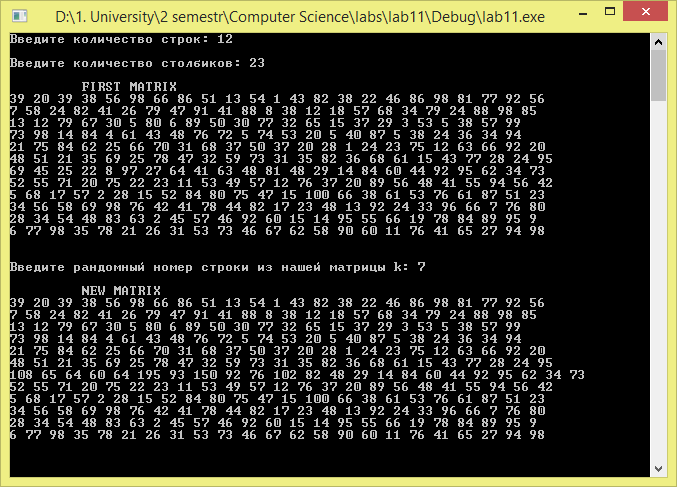 D:\1. University\2 semestr\Computer Science\labs\lab11\Debug\lab11.exe
Введите количество строк: 12
Введите количество столбиков: 23
FIRST MATRIX
39 20 39 38 56 98 66 86 51 13 54 1 43 82 38 22 46 86 98 81 77 92 56
7 58 24 82 41 26 79 47 91 41 88 8 38 12 18 57 68 34 79 24 88 98 85
13 12 79 67 30 5 80 6 89 50 30 77 32 65 15 37 29 3 53 5 38 57 99
73 98 14 84 4 61 43 48 76 72 5 74 53 20 5 40 87 5 38 24 36 34 94
21 75 84 62 25 66 70 31 68 37 50 37 20 28 1 24 23 75 12 63 66 92 20
48 51 21 35 69 25 78 47 32 59 73 31 35 82 36 68 61 15 43 77 28 24 95
69 45 25 22 8 97 27 64 41 63 48 81 48 29 14 84 60 44 92 95 62 34 73
52 55 71 20 75 22 23 11 53 49 57 12 76 37 20 89 56 48 41 55 94 56 42
5 68 17 57 2 28 15 52 84 80 75 47 15 100 66 38 61 53 76 61 87 51 23
34 56 58 69 98 76 42 41 78 44 82 17 23 48 13 92 24 33 96 66 7 76 80
28 34 54 48 83 63 2 45 57 46 92 60 15 14 95 55 66 19 78 84 89 95 9
6 77 98 35 78 21 26 31 53 73 46 67 62 58 90 60 11 76 41 65 27 94 98
Введите рандомный номер строки из нашей матрицы k: 7
NEW MATRIX
39 20 39 38 56 98 66 86 51 13 54 1 43 82 38 22 46 86 98 81 77 92 56
7 58 24 82 41 26 79 47 91 41 88 8 38 12 18 57 68 34 79 24 88 98 85
13 12 79 67 30 5 80 6 89 50 30 77 32 65 15 37 29 3 53 5 38 57 99
73 98 14 84 4 61 43 48 76 72 5 74 53 20 5 40 87 5 38 24 36 34 94
21 75 84 62 25 66 70 31 68 37 50 37 20 28 1 24 23 75 12 63 66 92 20
48 51 21 35 69 25 78 47 32 59 73 31 35 82 36 68 61 15 43 77 28 24 95
108 65 64 60 64 195 93 150 92 76 102 82 48 29 14 84 60 44 92 95 62 34 73
52 55 71 20 75 22 23 11 53 49 57 12 76 37 20 89 56 48 41 55 94 56 42
5 68 17 57 2 28 15 52 84 80 75 47 15 100 66 38 61 53 76 61 87 51 23
34 56 58 69 98 76 42 41 78 44 82 17 23 48 13 92 24 33 96 66 7 76 80
28 34 54 48 83 63 2 45 57 46 92 60 15 14 95 55 66 19 78 84 89 95 9
6 77 98 35 78 21 26 31 53 73 46 67 62 58 90 60 11 76 41 65 27 94 98